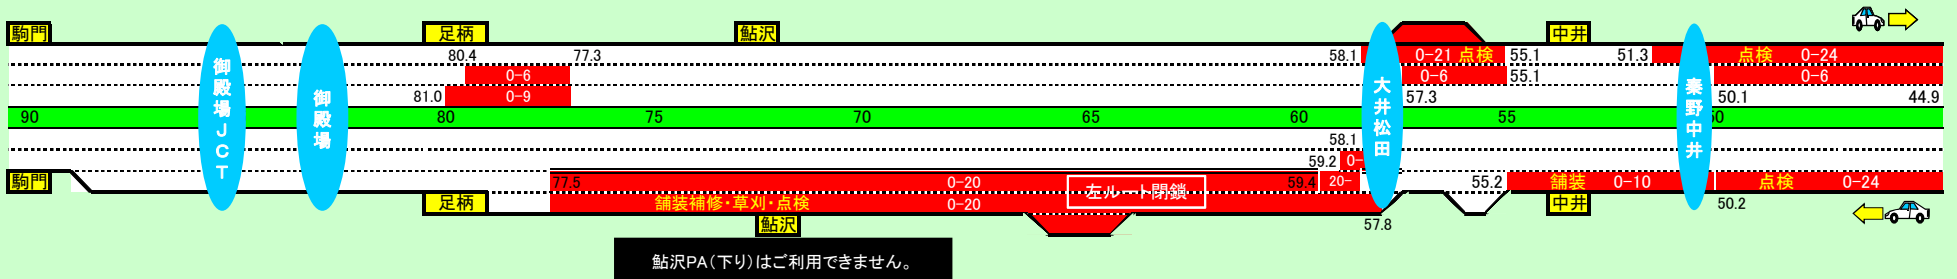 駒門
足柄
鮎沢
中井
80.4
77.3
58.1
0-21 点検
55.1
51.3
点検
0-24
0-6
0-6
55.1
0-6
81.0
0-9
57.3
50.1
44.9
御殿場JCT
御殿場
大井松田
秦野中井
90
80
75
70
65
60
55
50
58.1
59.2
0-
駒門
77.5
0-20
左ルート閉鎖
59.4
20-
55.2
舗装
0-10
点検
0-24
足柄
舗装補修・草刈・点検
0-20
中井
50.2
鮎沢
57.8
鮎沢PA(下り)はご利用できません。